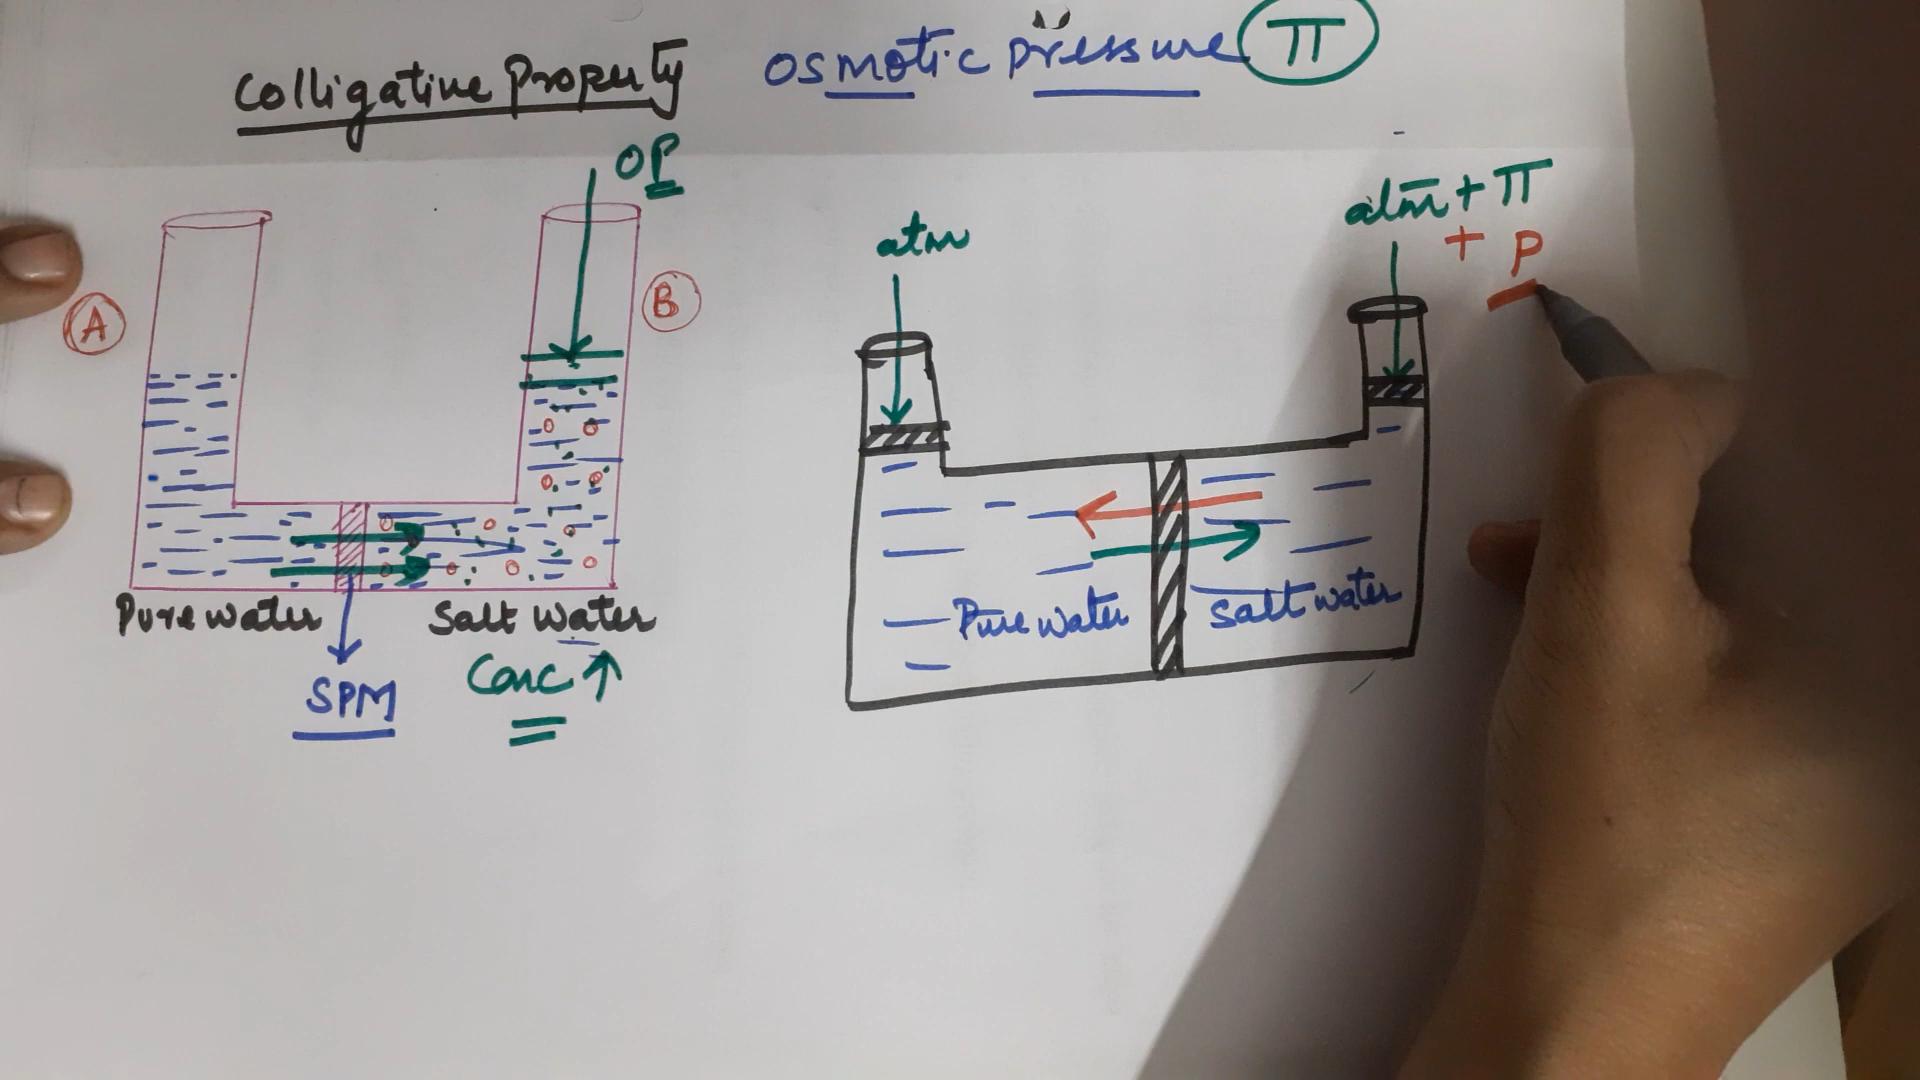 Colligative Property
osmotic pressure π
OP
A
B
Pure water
Salt water
SPM
Conc ↑
atm
atm + π
+ P
Pure water
Salt water